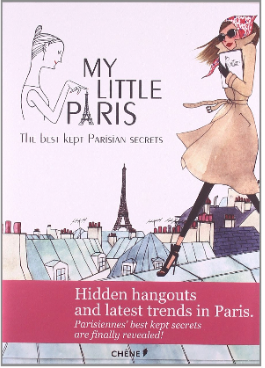 MY
LITTLE
PARIS
The best kept Parisian secrets
Hidden hangouts
and latest trends in Paris.
Parisiennes' best kept secrets
are finally revealed!
CHÊNE